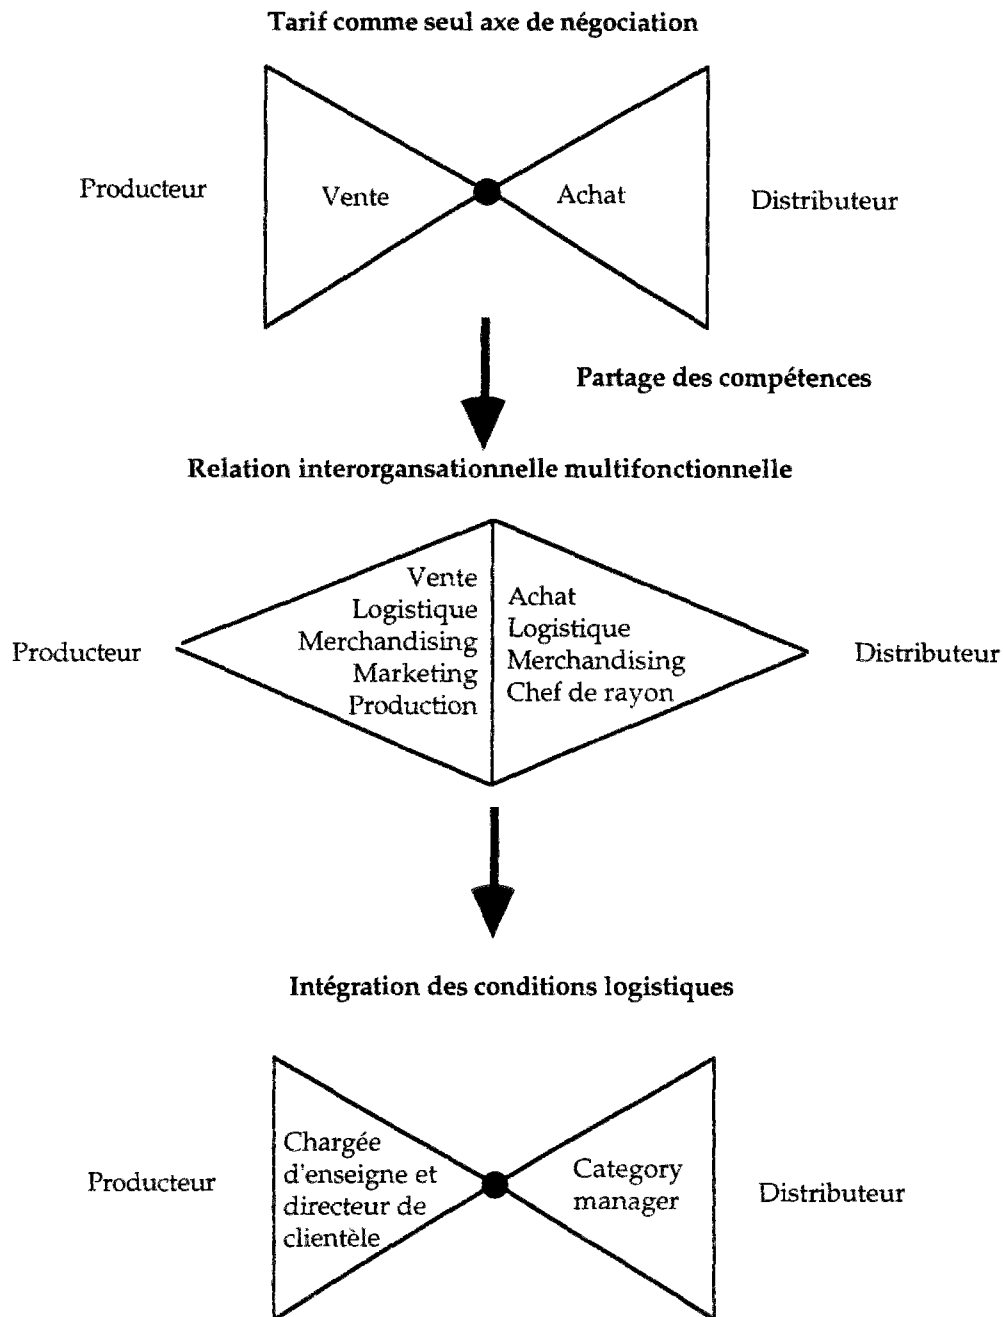 Tarif comme seul axe de négociation
Producteur
Vente
Achat
Distributeur
Partage des compétences
Relation interorgansationnelle multifonctionnelle
Producteur
Vente
Logistique
Merchandising
Marketing
Production
Achat
Logistique
Merchandising
Chef de rayon
Distributeur
Intégration des conditions logistiques
Producteur
Chargée
d'enseigne et
directeur de
clientèle
Category
manager
Distributeur